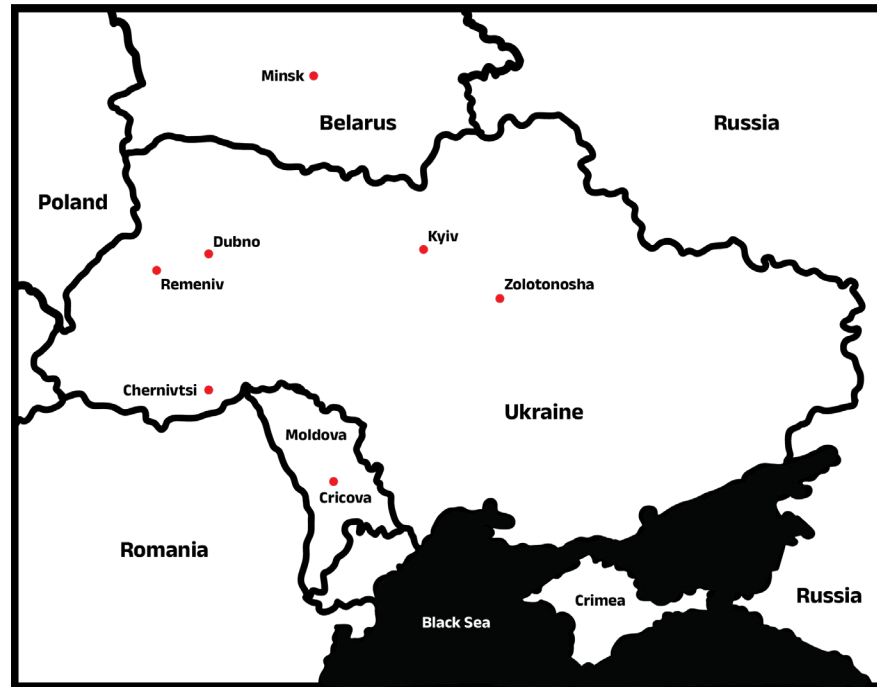 Minsk
Belarus
Russia
Poland
Dubno
Kyiv
Remeniv
Zolotonosha
Chernivtsi
Ukraine
Moldova
Cricova
Romania
Crimea
Russia
Black Sea